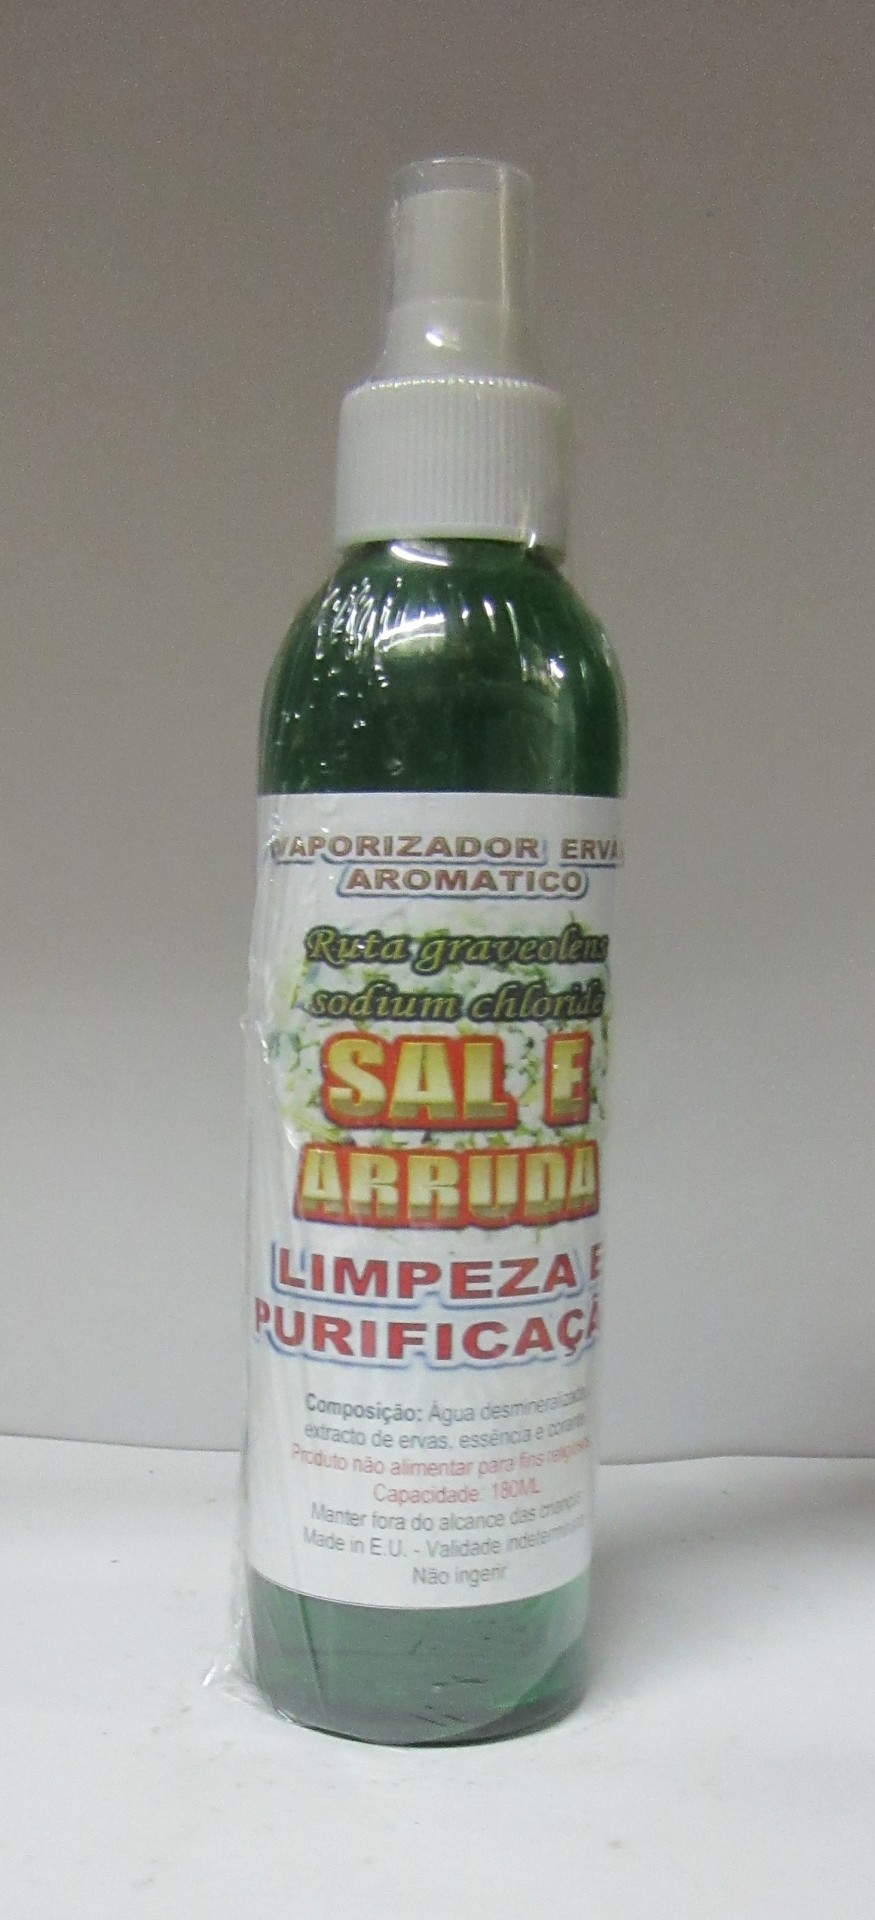 VAPORIZADOR ERVA
AROMATICO
Ruta graveolens
sodium chloride
SAL E
ARRUDA
LIMPEZA E
PURIFICAÇÃ
Composição: Água desmineralizada,
extracto de ervas, essência e corante
Produto não alimentar para fins religiosos
Capacidade: 180ML
Manter fora do alcance das crianças
Made in E.U. - Validade indeterminada
Não ingerir